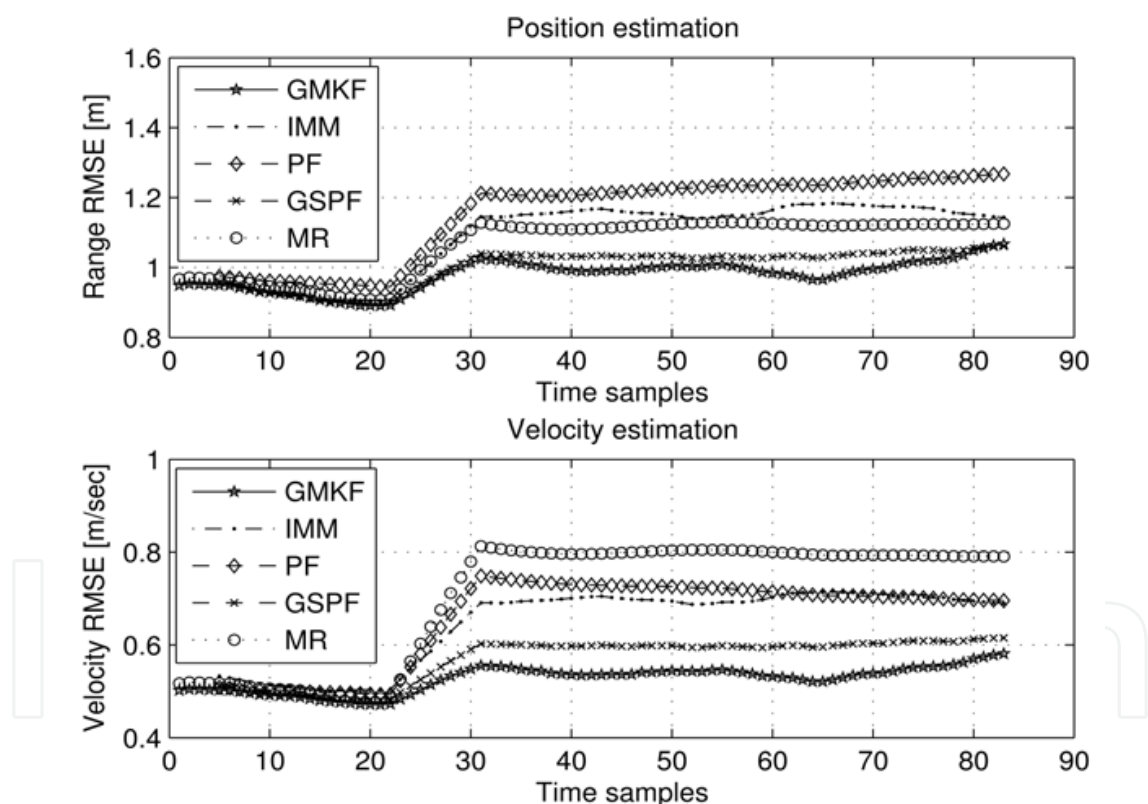 Position estimation
Range RMSE [m]
1.6
1.4
1.2
1
0.8
GMKF
IMM
PF
GSPF
MR
0 10 20 30 40 50 60 70 80 90
Time samples
Velocity estimation
Velocity RMSE [m/sec]
1
0.8
0.6
0.4
GMKF
IMM
PF
GSPF
MR
0 10 20 30 40 50 60 70 80 90
Time samples